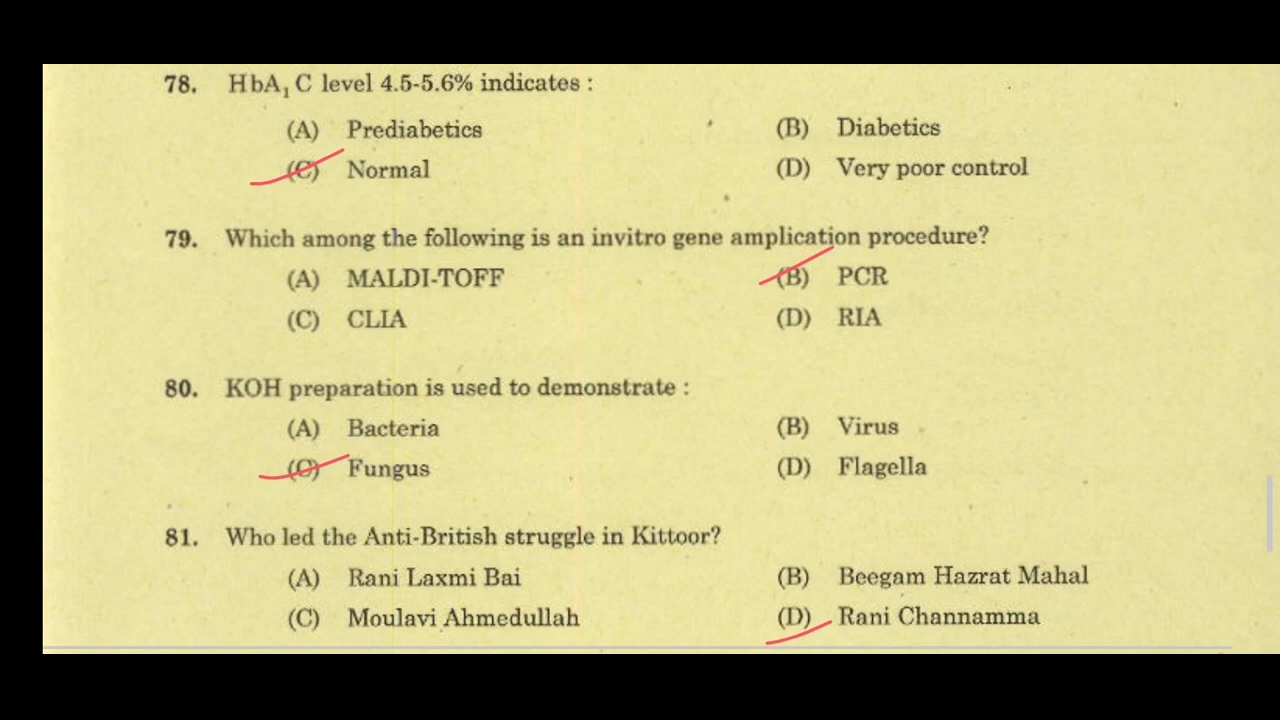 78. HbA₁C level 4.5-5.6% indicates :
(A) Prediabetics (B) Diabetics
(C) Normal (D) Very poor control
79. Which among the following is an invitro gene amplication procedure?
(A) MALDI-TOFF (B) PCR
(C) CLIA (D) RIA
80. KOH preparation is used to demonstrate :
(A) Bacteria (B) Virus
(C) Fungus (D) Flagella
81. Who led the Anti-British struggle in Kittoor?
(A) Rani Laxmi Bai (B) Beegam Hazrat Mahal
(C) Moulavi Ahmedullah (D) Rani Channamma